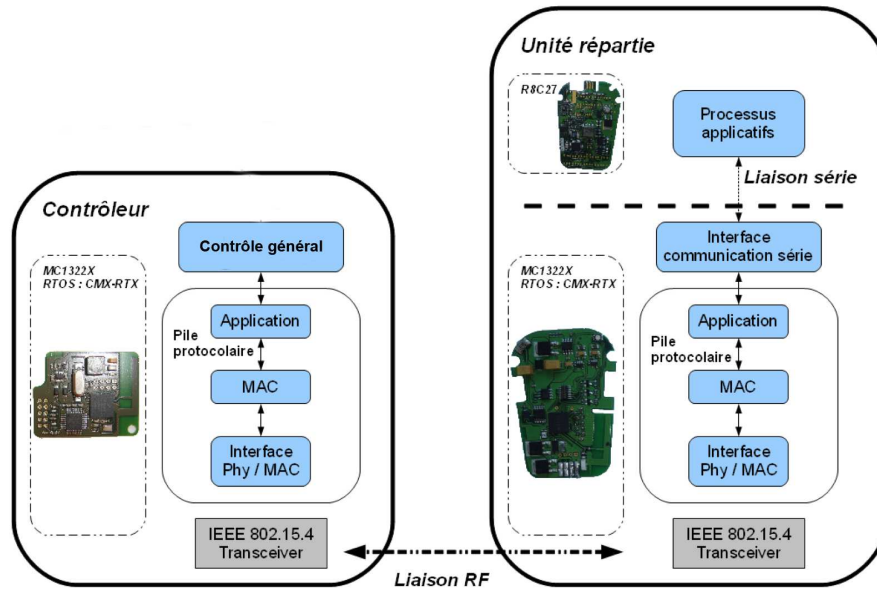 Contrôleur
MC1322X
RTOS : CMX-RTX
Contrôle général
Pile
protocolaire
Application
MAC
Interface
Phy / MAC
IEEE 802.15.4
Transceiver
Liaison RF
Unité répartie
R8C27
Processus
applicatifs
Liaison série
Interface
communication série
MC1322X
RTOS : CMX-RTX
Pile
protocolaire
Application
MAC
Interface
Phy / MAC
IEEE 802.15.4
Transceiver